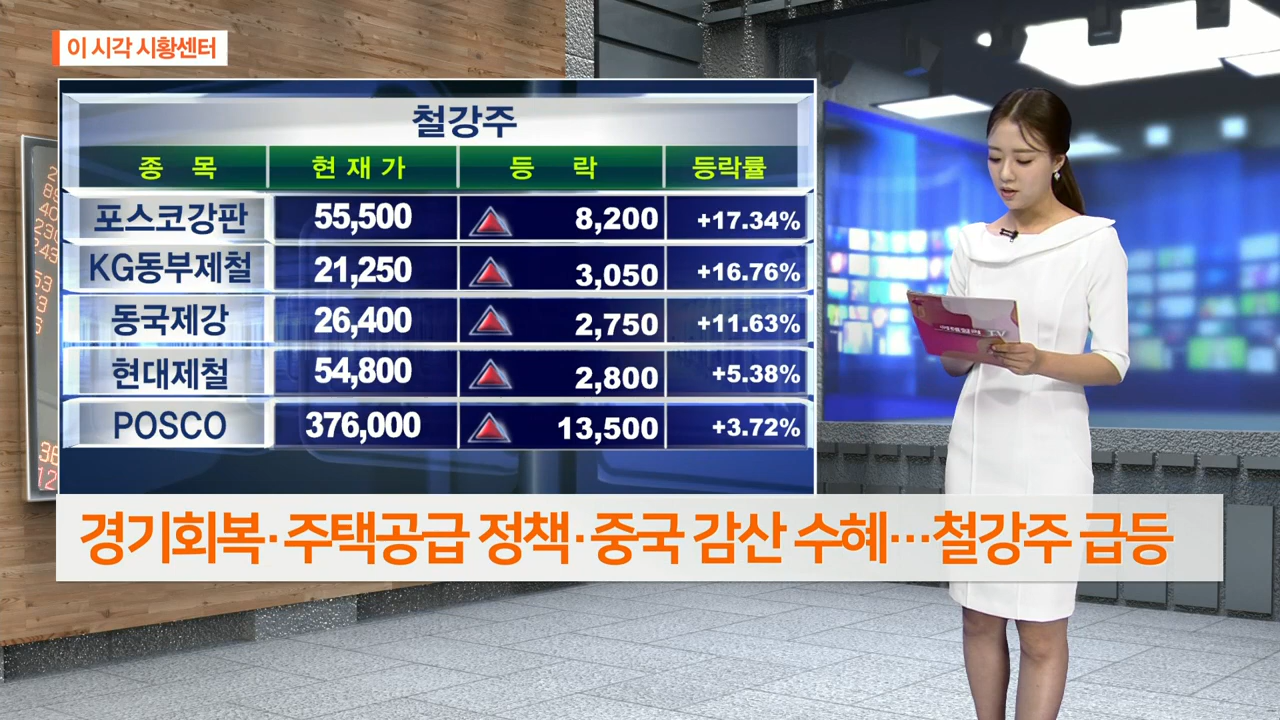 이 시각 시황센터
철강주
종 목 현 재 가 등 락 등락률
포스코강판 55,500 ▲ 8,200 +17.34%
KG동부제철 21,250 ▲ 3,050 +16.76%
동국제강 26,400 ▲ 2,750 +11.63%
현대제철 54,800 ▲ 2,800 +5.38%
POSCO 376,000 ▲ 13,500 +3.72%
경기회복·주택공급 정책·중국 감산 수혜…철강주 급등